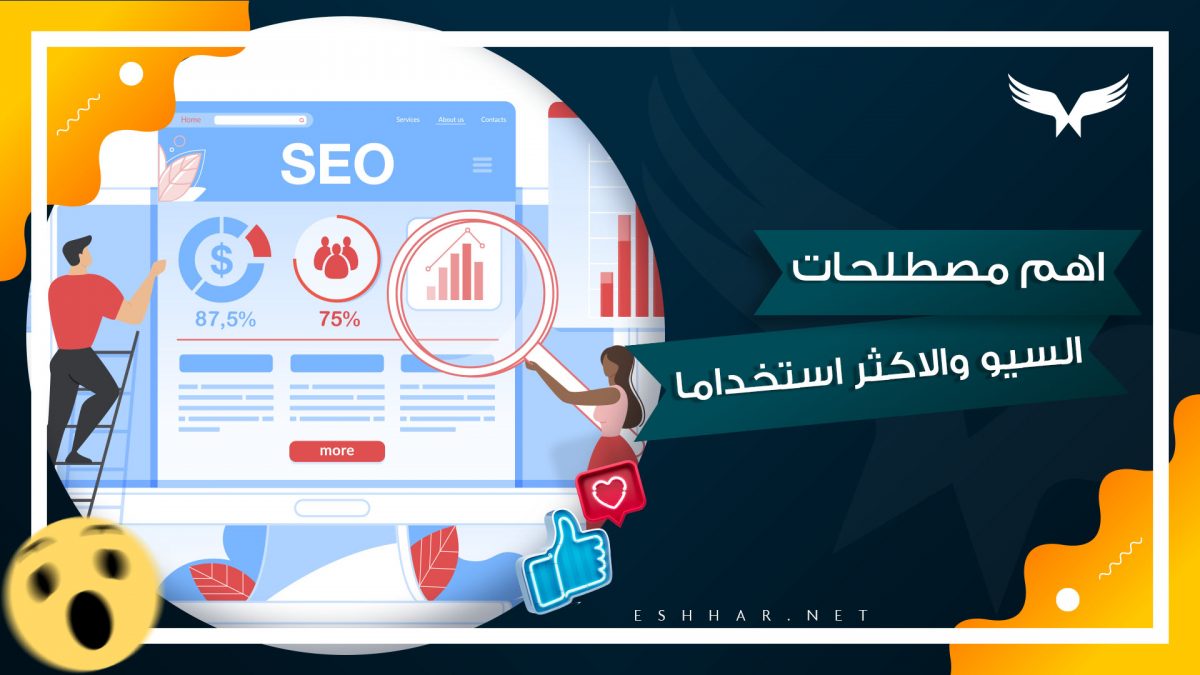 Home Services About us Contacts
SEO
87,5% 75%
more
اهم مصطلحات
السيو والاكثر استخداما
ESHHAR.NET